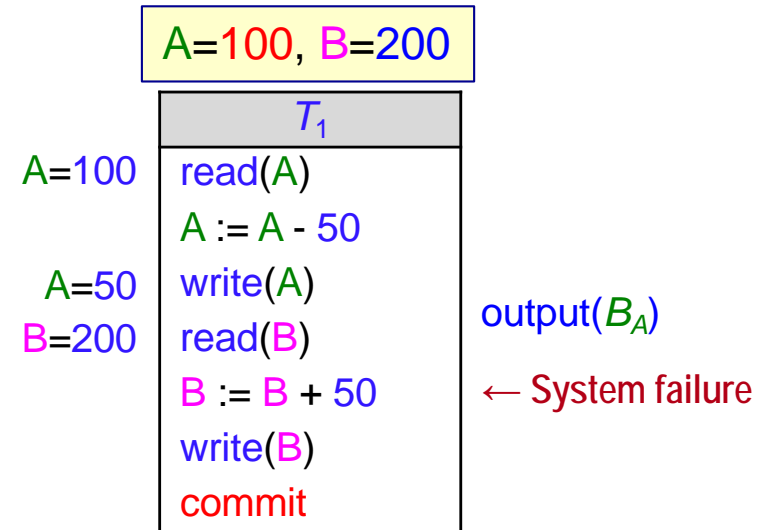 A=100, B=200
T1
A=100 read(A)
A := A - 50
A=50 write(A)
output(BA)
B=200 read(B)
B := B + 50 ← System failure
write(B)
commit